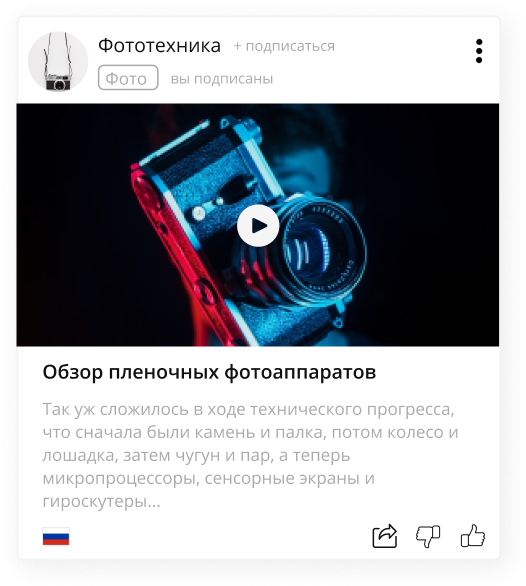 Фототехника + подписаться
Фото вы подписаны
Обзор пленочных фотоаппаратов
Так уж сложилось в ходе технического прогресса,
что сначала были камень и палка, потом колесо и
лошадка, затем чугун и пар, а теперь
микропроцессоры, сенсорные экраны и
гироскутеры...